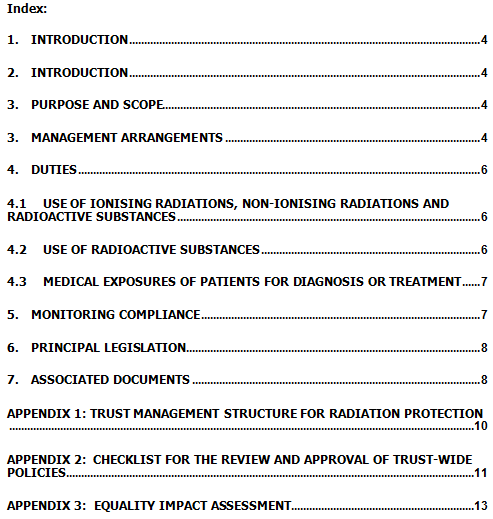 Index:
1. INTRODUCTION........................................................................................................................4
2. INTRODUCTION........................................................................................................................4
3. PURPOSE AND SCOPE............................................................................................................4
3. MANAGEMENT ARRANGEMENTS........................................................................................4
4. DUTIES........................................................................................................................................6
4.1 USE OF IONISING RADIATIONS, NON-IONISING RADIATIONS AND
RADIOACTIVE SUBSTANCES.......................................................................................................6
4.2 USE OF RADIOACTIVE SUBSTANCES..........................................................................6
4.3 MEDICAL EXPOSURES OF PATIENTS FOR DIAGNOSIS OR TREATMENT......7
5. MONITORING COMPLIANCE...............................................................................................7
6. PRINCIPAL LEGISLATION....................................................................................................8
7. ASSOCIATED DOCUMENTS..................................................................................................8
APPENDIX 1: TRUST MANAGEMENT STRUCTURE FOR RADIATION PROTECTION
............................................................................................................................................................10
APPENDIX 2: CHECKLIST FOR THE REVIEW AND APPROVAL OF TRUST-WIDE
POLICIES.........................................................................................................................................11
APPENDIX 3: EQUALITY IMPACT ASSESSMENT..............................................................13